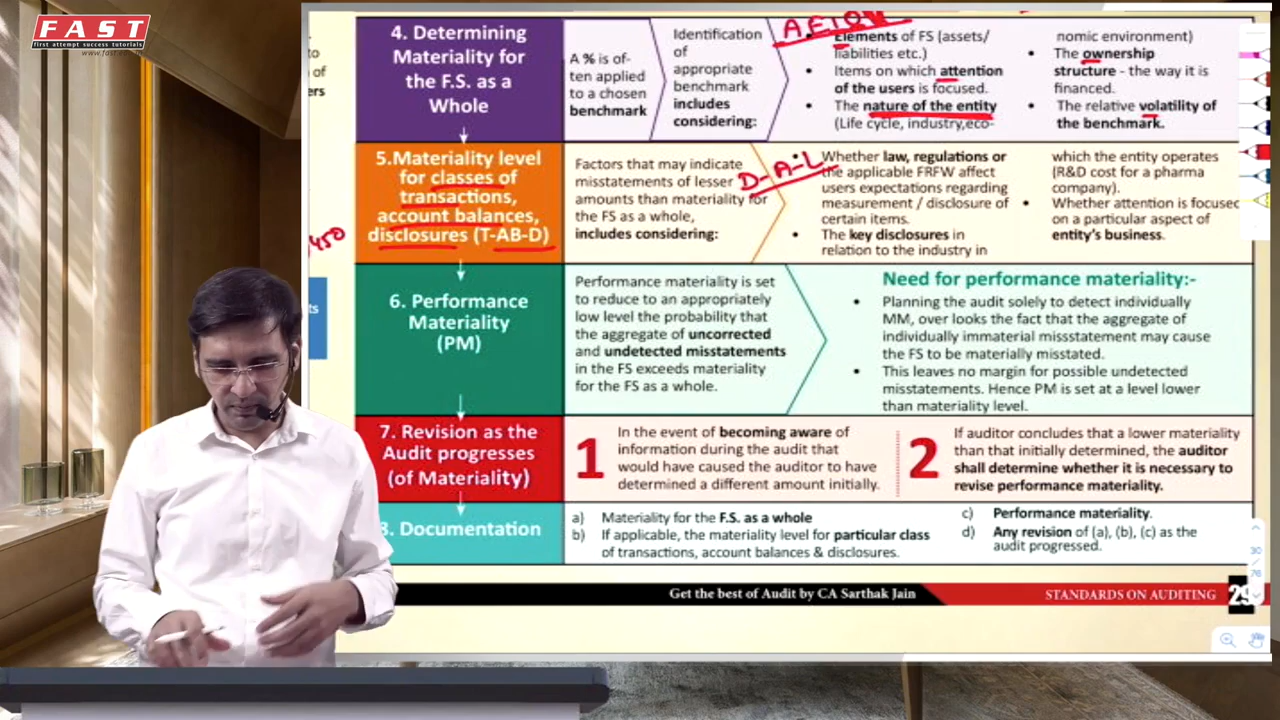 FAST
first attempt success tutorials
www.fast.e
to
of
ers
450
ts
4. Determining
Materiality for
the F.S. as a
Whole
A % is of-
ten applied
to a chosen
benchmark
Identification
of
appropriate
benchmark
includes
considering:
• Elements of FS (assets/
liabilities etc.)
• Items on which attention
of the users is focused.
• The nature of the entity
(Life cycle, industry,eco-
nomic environment)
• The ownership
structure - the way it is
financed.
• The relative volatility of
the benchmark.
5.Materiality level
for classes of
transactions,
account balances,
disclosures (T-AB-D)
Factors that may indicate
misstatements of lesser
amounts than materiality for
the FS as a whole,
includes considering:
D-A-L
• Whether law, regulations or
the applicable FRFW affect
users expectations regarding
measurement / disclosure of
certain items.
• The key disclosures in
relation to the industry in
which the entity operates
(R&D cost for a pharma
company).
• Whether attention is focused
on a particular aspect of
entity's business.
6. Performance
Materiality
(PM)
Performance materiality is set
to reduce to an appropriately
low level the probability that
the aggregate of uncorrected
and undetected misstatements
in the FS exceeds materiality
for the FS as a whole.
Need for performance materiality:-
• Planning the audit solely to detect individually
MM, over looks the fact that the aggregate of
individually immaterial missstatement may cause
the FS to be materially misstated.
• This leaves no margin for possible undetected
misstatements. Hence PM is set at a level lower
than materiality level.
7. Revision as the
Audit progresses
(of Materiality)
1
In the event of becoming aware of
information during the audit that
would have caused the auditor to have
determined a different amount initially.
2
If auditor concludes that a lower materiality
than that initially determined, the auditor
shall determine whether it is necessary to
revise performance materiality.
8. Documentation
a) Materiality for the F.S. as a whole
b) If applicable, the materiality level for particular class
of transactions, account balances & disclosures.
c) Performance materiality.
d) Any revision of (a), (b), (c) as the
audit progressed.
30
/
76
Get the best of Audit by CA Sarthak Jain
STANDARDS ON AUDITING
29